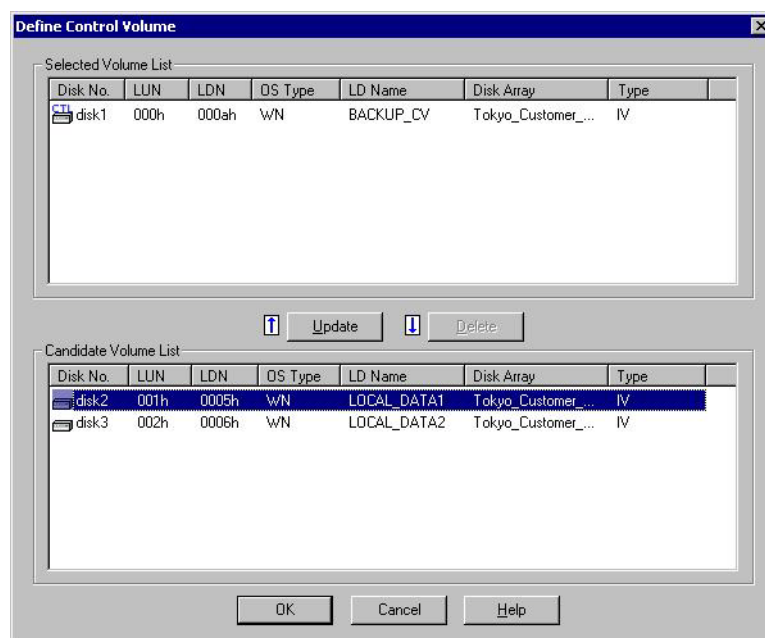 Define Control Volume
Selected Volume List
Disk No. LUN LDN OS Type LD Name Disk Array Type
CTL disk1 000h 000ah WN BACKUP_CV Tokyo_Customer_... IV
Update Delete
Candidate Volume List
Disk No. LUN LDN OS Type LD Name Disk Array Type
disk2 001h 0005h WN LOCAL_DATA1 Tokyo_Customer_... IV
disk3 002h 0006h WN LOCAL_DATA2 Tokyo_Customer_... IV
OK Cancel Help